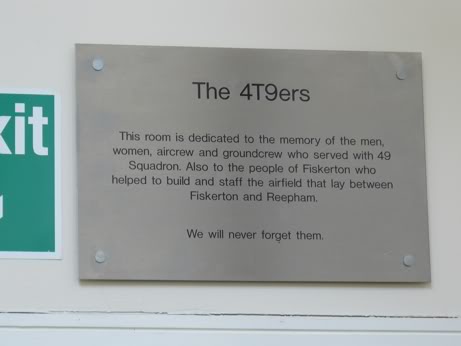 The 4T9ers
This room is dedicated to the memory of the men,
women, aircrew and groundcrew who served with 49
Squadron. Also to the people of Fiskerton who
helped to build and staff the airfield that lay between
Fiskerton and Reepham.
We will never forget them.
xit